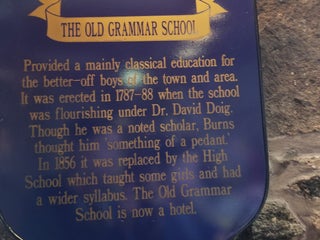 THE OLD GRAMMAR SCHOOL
Provided a mainly classical education for
the better-off boys of the town and area.
It was erected in 1787-88 when the school
was flourishing under Dr. David Doig.
Though he was a noted scholar, Burns
thought him 'something of a pedant.'
In 1856 it was replaced by the High
School which taught some girls and had
a wider syllabus. The Old Grammar
School is now a hotel.